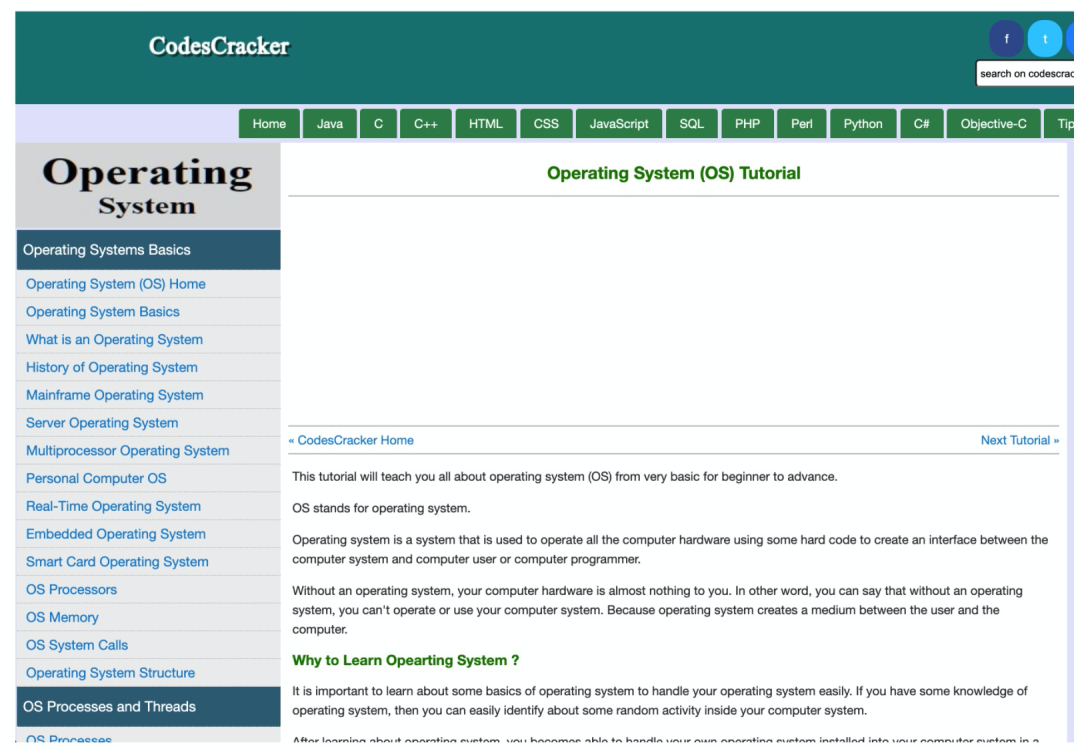 CodesCracker
f
t
search on codescrac
Home
Java
C
C++
HTML
CSS
JavaScript
SQL
PHP
Perl
Python
C#
Objective-C
Tip
Operating
System
Operating Systems Basics
Operating System (OS) Home
Operating System Basics
What is an Operating System
History of Operating System
Mainframe Operating System
Server Operating System
Multiprocessor Operating System
Personal Computer OS
Real-Time Operating System
Embedded Operating System
Smart Card Operating System
OS Processors
OS Memory
OS System Calls
Operating System Structure
OS Processes and Threads
OS Processes
Operating System (OS) Tutorial
« CodesCracker Home
Next Tutorial »
This tutorial will teach you all about operating system (OS) from very basic for beginner to advance.
OS stands for operating system.
Operating system is a system that is used to operate all the computer hardware using some hard code to create an interface between the
computer system and computer user or computer programmer.
Without an operating system, your computer hardware is almost nothing to you. In other word, you can say that without an operating
system, you can't operate or use your computer system. Because operating system creates a medium between the user and the
computer.
Why to Learn Opearting System ?
It is important to learn about some basics of operating system to handle your operating system easily. If you have some knowledge of
operating system, then you can easily identify about some random activity inside your computer system.
After learning about operating system, you becomes able to handle your own operating system installed into your computer system in a